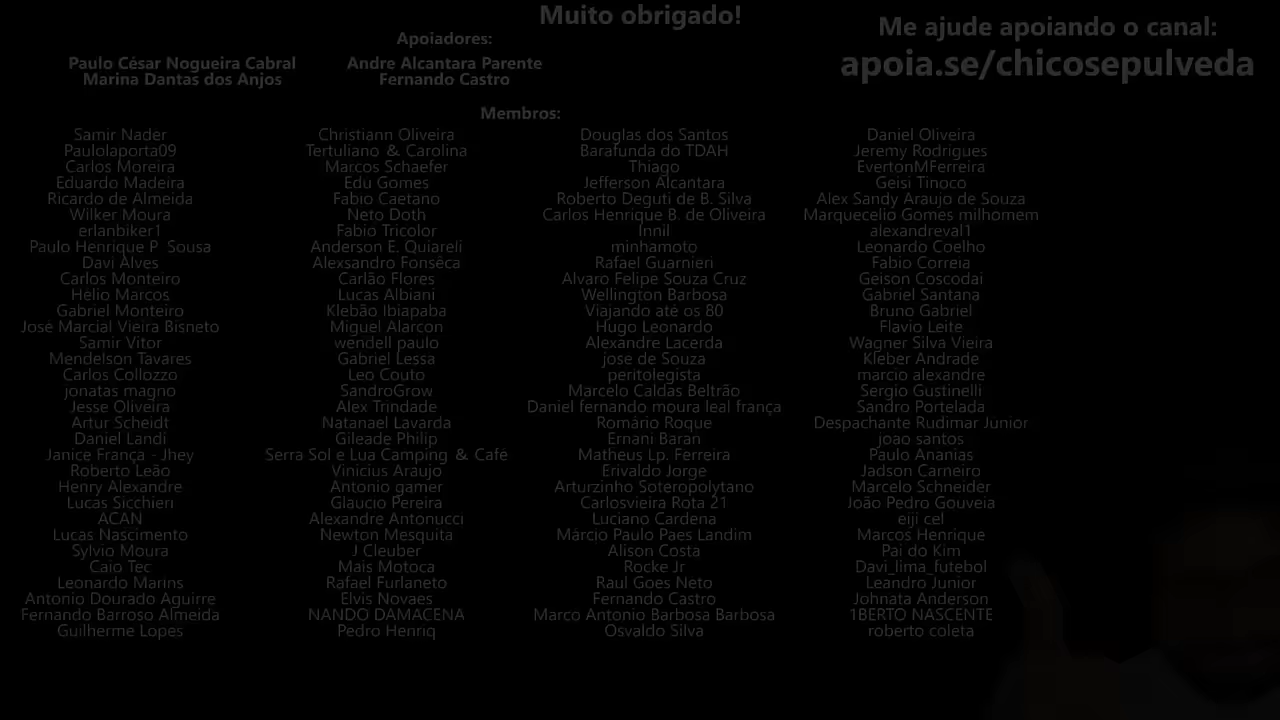 Muito obrigado!
Me ajude apoiando o canal:
apoia.se/chicosepulveda
Apoiadores:
Paulo César Nogueira Cabral
Marina Dantas dos Anjos
Andre Alcantara Parente
Fernando Castro
Membros:
Samir Nader
Paulolaporta09
Carlos Moreira
Eduardo Madeira
Ricardo de Almeida
Wilker Moura
erlanbiker1
Paulo Henrique P Sousa
Davi Alves
Carlos Monteiro
Hélio Marcos
Gabriel Monteiro
José Marcial Vieira Bisneto
Samir Vitor
Mendelson Tavares
Carlos Collozzo
jonatas magno
Jesse Oliveira
Artur Scheidt
Daniel Landi
Janice França - Jhey
Roberto Leão
Henry Alexandre
Lucas Sicchieri
ACAN
Lucas Nascimento
Sylvio Moura
Caio Tec
Leonardo Marins
Antonio Dourado Aguirre
Fernando Barroso Almeida
Guilherme Lopes
Christiann Oliveira
Tertuliano & Carolina
Marcos Schaefer
Edu Gomes
Fabio Caetano
Neto Doth
Fabio Tricolor
Anderson E. Quiareli
Alexsandro Fonsêca
Carlão Flores
Lucas Albiani
Klebão Ibiapaba
Miguel Alarcon
wendell paulo
Gabriel Lessa
Leo Couto
SandroGrow
Alex Trindade
Natanael Lavarda
Gileade Philip
Serra Sol e Lua Camping & Café
Vinicius Araújo
Antonio gamer
Glaucio Pereira
Alexandre Antonucci
Newton Mesquita
J Cleuber
Mais Motoca
Rafael Furlaneto
Elvis Novaes
NANDO DAMACENA
Pedro Henriq
Douglas dos Santos
Barafunda do TDAH
Thiago
Jefferson Alcantara
Roberto Deguti de B. Silva
Carlos Henrique B. de Oliveira
Innil
minhamoto
Rafael Guarnieri
Alvaro Felipe Souza Cruz
Wellington Barbosa
Viajando até os 80
Hugo Leonardo
Alexandre Lacerda
jose de Souza
peritolegista
Marcelo Caldas Beltrão
Daniel fernando moura leal frança
Romário Roque
Ernani Baran
Matheus Lp. Ferreira
Erivaldo Jorge
Arturzinho Soteropolytano
Carlosvieira Rota 21
Luciano Cardena
Márcio Paulo Paes Landim
Alison Costa
Rocke Jr
Raul Goes Neto
Fernando Castro
Marco Antonio Barbosa Barbosa
Osvaldo Silva
Daniel Oliveira
Jeremy Rodrigues
EvertonMFerreira
Geisi Tinoco
Alex Sandy Araujo de Souza
Marquecelio Gomes milhomem
alexandreval1
Leonardo Coelho
Fabio Correia
Geison Coscodai
Gabriel Santana
Bruno Gabriel
Flavio Leite
Wagner Silva Vieira
Kleber Andrade
marcio alexandre
Sergio Gustinelli
Sandro Portelada
Despachante Rudimar Junior
joao santos
Paulo Ananias
Jadson Carneiro
Marcelo Schneider
João Pedro Gouveia
eiji cel
Marcos Henrique
Pai do Kim
Davi_lima_futebol
Leandro Junior
Johnata Anderson
1BERTO NASCENTE
roberto coleta